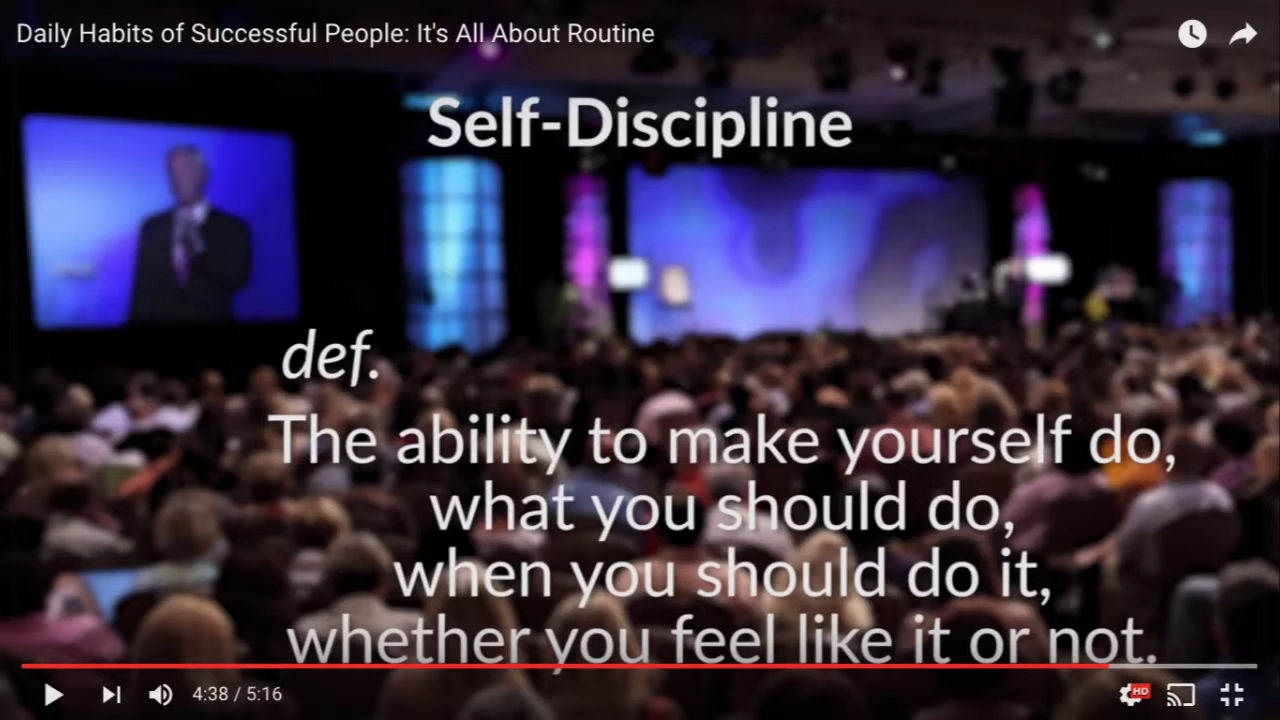 Daily Habits of Successful People: It's All About Routine
Self-Discipline
def.
The ability to make yourself do,
what you should do,
when you should do it,
whether you feel like it or not.
4:38 / 5:16
HD